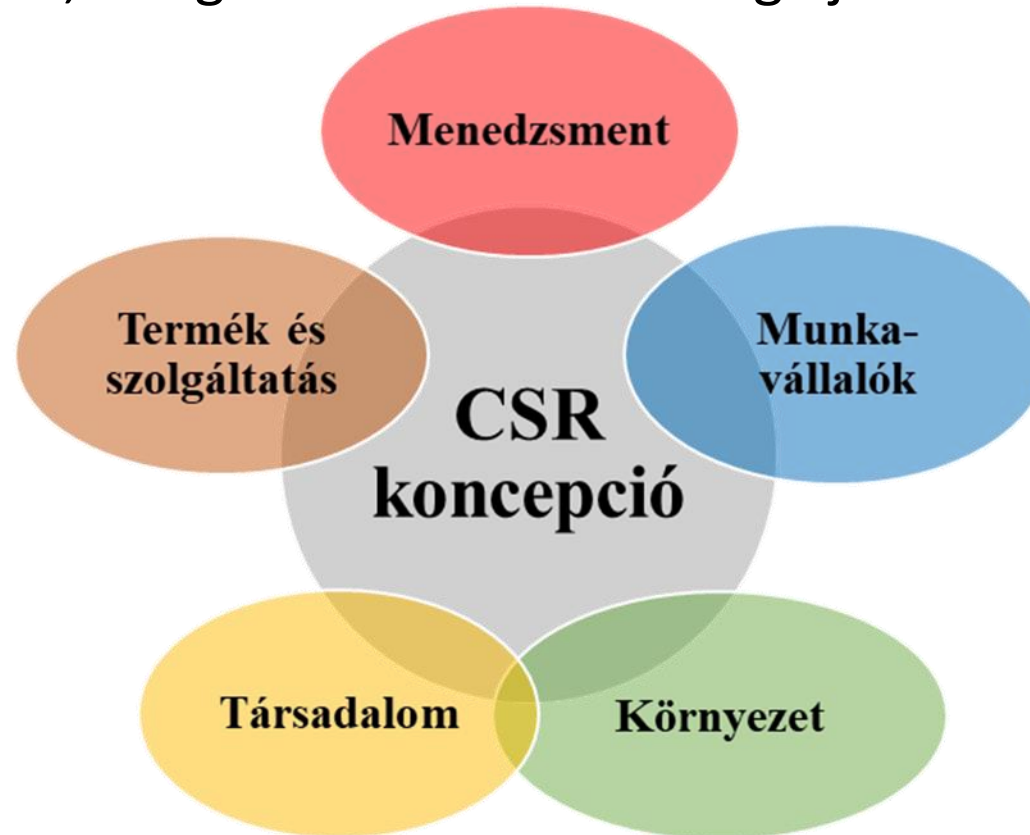 Menedzsment
Termék és
szolgáltatás
Munka-
vállalók
CSR
koncepció
Társadalom
Környezet